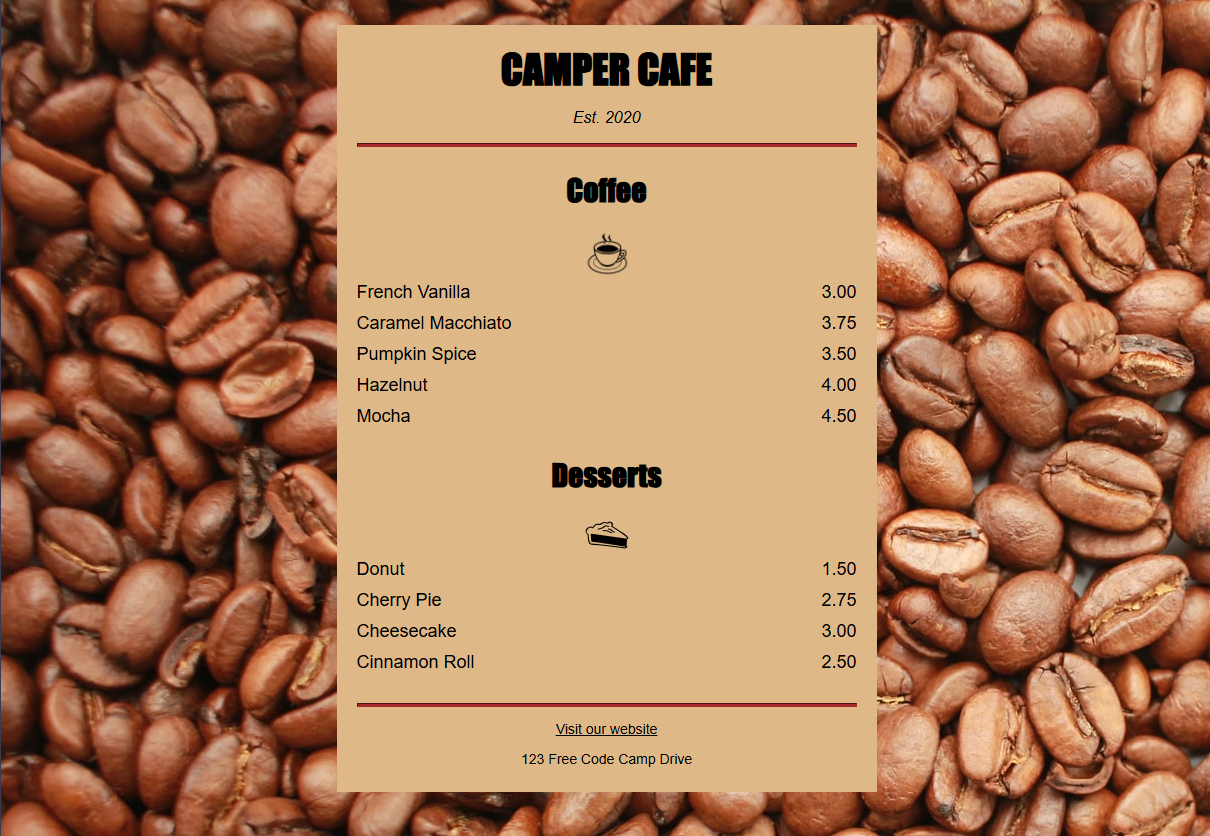 CAMPER CAFE
Est. 2020
Coffee
French Vanilla 3.00
Caramel Macchiato 3.75
Pumpkin Spice 3.50
Hazelnut 4.00
Mocha 4.50
Desserts
Donut 1.50
Cherry Pie 2.75
Cheesecake 3.00
Cinnamon Roll 2.50
Visit our website
123 Free Code Camp Drive